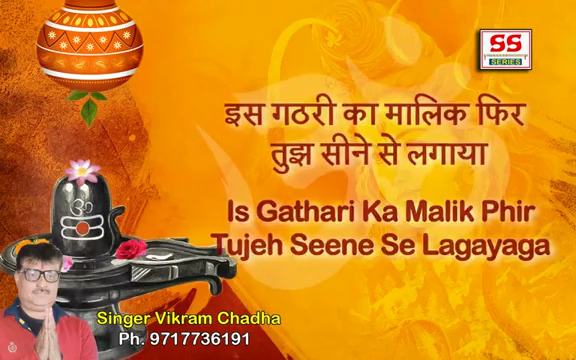 SS
SERIES
इस गठरी का मालिक फिर
तुझ सीने से लगाया
Is Gathari Ka Malik Phir
Tujeh Seene Se Lagayaga
Singer Vikram Chadha
Ph. 9717736191